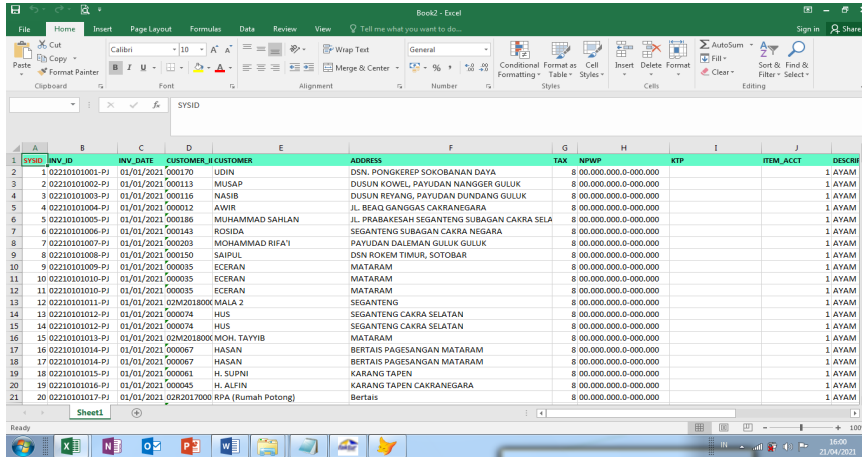 Book2 - Excel
File Home Insert Page Layout Formulas Data Review View Tell me what you want to do... Sign in Share
Paste Cut Copy Format Painter Clipboard
Calibri 10 A A B I U A Font
Wrap Text Merge & Center Alignment
General % , Number
Conditional Formatting Format as Table Cell Styles Styles
Insert Delete Format Cells
AutoSum Fill Clear Sort & Filter Find & Select Editing
fx SYSID
A B C D E F G H I J
1 SYSID INV_ID INV_DATE CUSTOMER_I CUSTOMER ADDRESS TAX NPWP KTP ITEM_ACCT DESCRIP
2 1 02210101001-PJ 01/01/2021 000170 UDIN DSN. PONGKEREP SOKOBANAN DAYA 8 00.000.000.0-000.000 1 AYAM
3 2 02210101002-PJ 01/01/2021 000113 MUSAP DUSUN KOWEL, PAYUDAN NANGGER GULUK 8 00.000.000.0-000.000 1 AYAM
4 3 02210101003-PJ 01/01/2021 000116 NASIB DUSUN REYANG, PAYUDAN DUNDANG GULUK 8 00.000.000.0-000.000 1 AYAM
5 4 02210101004-PJ 01/01/2021 000012 AWIR JL. BEAQ GANGGAS CAKRANEGARA 8 00.000.000.0-000.000 1 AYAM
6 5 02210101005-PJ 01/01/2021 000186 MUHAMMAD SAHLAN JL. PRABAKESAH SEGANTENG SUBAGAN CAKRA SELA 8 00.000.000.0-000.000 1 AYAM
7 6 02210101006-PJ 01/01/2021 000143 ROSIDA SEGANTENG SUBAGAN CAKRA NEGARA 8 00.000.000.0-000.000 1 AYAM
8 7 02210101007-PJ 01/01/2021 000203 MOHAMMAD RIFA'I PAYUDAN DALEMAN GULUK GULUK 8 00.000.000.0-000.000 1 AYAM
9 8 02210101008-PJ 01/01/2021 000150 SAIPUL DSN ROKEM TIMUR, SOTOBAR 8 00.000.000.0-000.000 1 AYAM
10 9 02210101009-PJ 01/01/2021 000035 ECERAN MATARAM 8 00.000.000.0-000.000 1 AYAM
11 10 02210101010-PJ 01/01/2021 000035 ECERAN MATARAM 8 00.000.000.0-000.000 1 AYAM
12 11 02210101010-PJ 01/01/2021 000035 ECERAN MATARAM 8 00.000.000.0-000.000 1 AYAM
13 12 02210101011-PJ 01/01/2021 02M2018000 MALA 2 SEGANTENG 8 00.000.000.0-000.000 1 AYAM
14 13 02210101012-PJ 01/01/2021 000074 HUS SEGANTENG CAKRA SELATAN 8 00.000.000.0-000.000 1 AYAM
15 14 02210101012-PJ 01/01/2021 000074 HUS SEGANTENG CAKRA SELATAN 8 00.000.000.0-000.000 1 AYAM
16 15 02210101013-PJ 01/01/2021 02M2018000 MOH. TAYYIB MATARAM 8 00.000.000.0-000.000 1 AYAM
17 16 02210101014-PJ 01/01/2021 000067 HASAN BERTAIS PAGESANGAN MATARAM 8 00.000.000.0-000.000 1 AYAM
18 17 02210101014-PJ 01/01/2021 000067 HASAN BERTAIS PAGESANGAN MATARAM 8 00.000.000.0-000.000 1 AYAM
19 18 02210101015-PJ 01/01/2021 000061 H. SUPNI KARANG TAPEN 8 00.000.000.0-000.000 1 AYAM
20 19 02210101016-PJ 01/01/2021 000045 H. ALFIN KARANG TAPEN CAKRANEGARA 8 00.000.000.0-000.000 1 AYAM
21 20 02210101017-PJ 01/01/2021 02R2017000 RPA (Rumah Potong) Bertais 8 00.000.000.0-000.000 1 AYAM
Sheet1
Ready 100
IN 16:00
21/04/2021